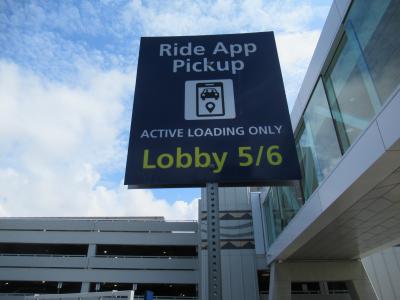 Ride App
Pickup
ACTIVE LOADING ONLY
Lobby 5/6